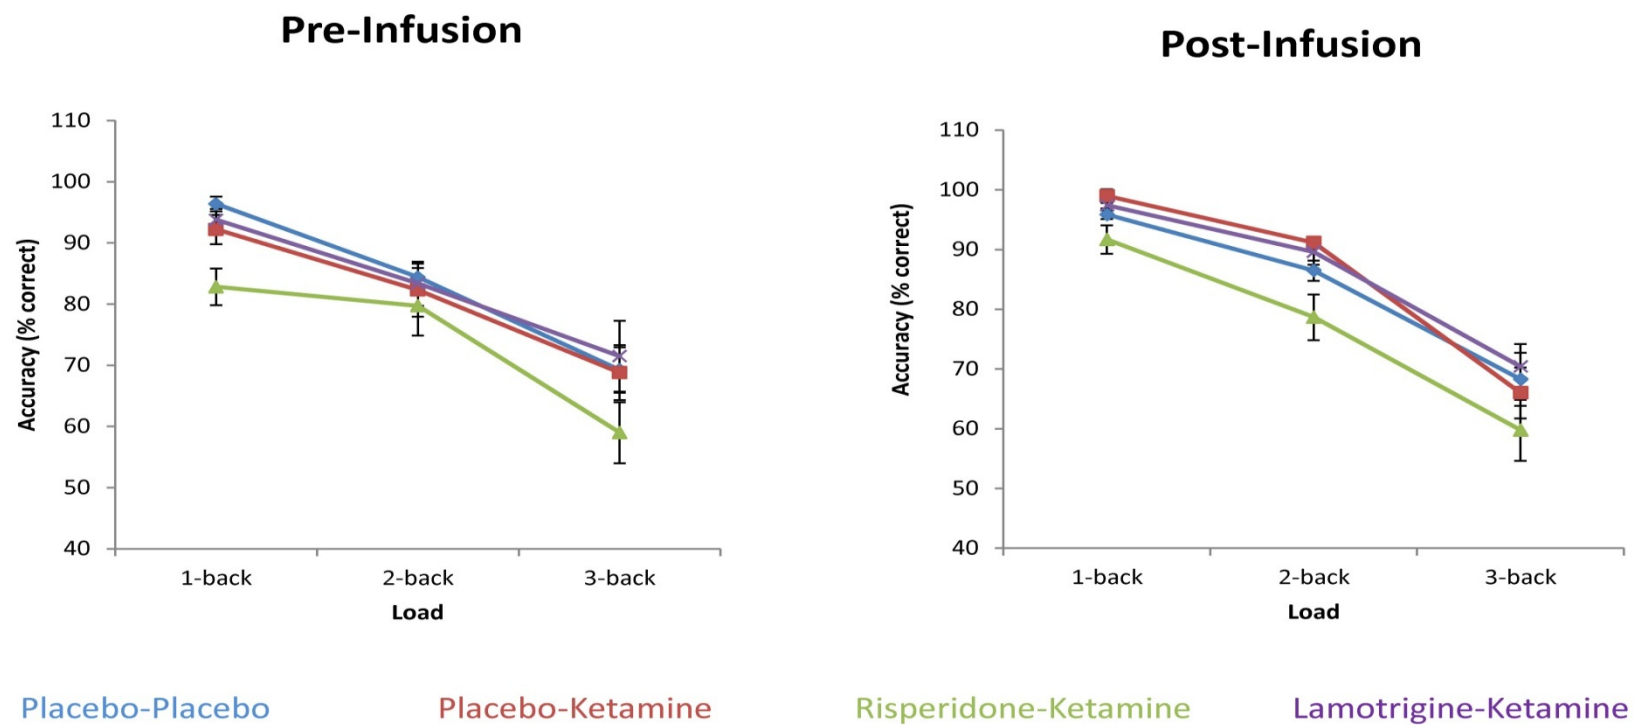 Pre-Infusion
Accuracy (% correct)
110
100
90
80
70
60
50
40
1-back 2-back 3-back
Load
Post-Infusion
Accuracy (% correct)
110
100
90
80
70
60
50
40
1-back 2-back 3-back
Load
Placebo-Placebo Placebo-Ketamine Risperidone-Ketamine Lamotrigine-Ketamine